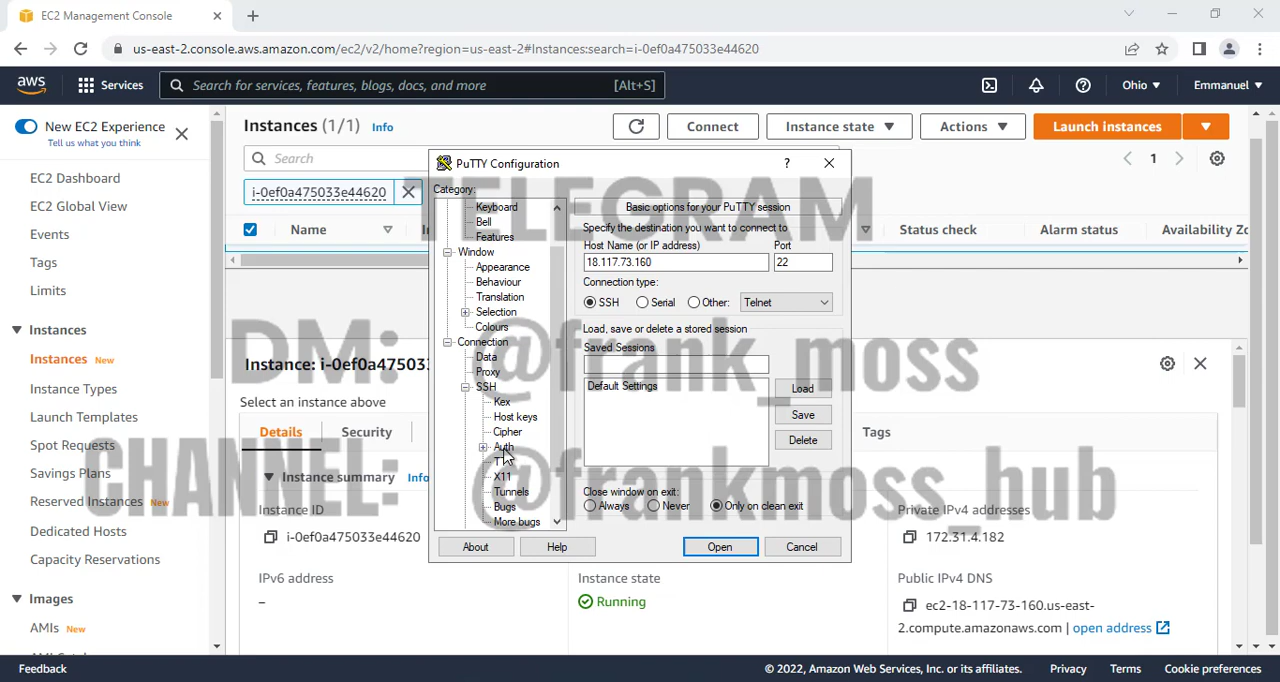 EC2 Management Console
us-east-2.console.aws.amazon.com/ec2/v2/home?region=us-east-2#Instances:search=i-0ef0a475033e44620
aws
Services
Search for services, features, blogs, docs, and more
[Alt+S]
Ohio
Emmanuel
New EC2 Experience
Tell us what you think
EC2 Dashboard
EC2 Global View
Events
Tags
Limits
Instances
Instances New
Instance Types
Launch Templates
Spot Requests
Savings Plans
Reserved Instances New
Dedicated Hosts
Capacity Reservations
Images
AMIs New
Instances (1/1) Info
Connect
Instance state
Actions
Launch instances
Search
1
i-0ef0a475033e44620
Name
Status check
Alarm status
Availability Zo
PuTTY Configuration
?
Category:
Keyboard
Bell
Features
Window
Appearance
Behaviour
Translation
Selection
Colours
Connection
Data
Proxy
SSH
Kex
Host keys
Cipher
Auth
X11
Tunnels
Bugs
More bugs
Basic options for your PuTTY session
Specify the destination you want to connect to
Host Name (or IP address)
Port
18.117.73.160
22
Connection type:
SSH
Serial
Other:
Telnet
Load, save or delete a stored session
Saved Sessions
Default Settings
Load
Save
Delete
Close window on exit:
Always
Never
Only on clean exit
About
Help
Open
Cancel
Instance: i-0ef0a47503
Select an instance above
Details
Security
Tags
Instance summary Info
Instance ID
i-0ef0a475033e44620
IPv6 address
–
Instance state
Running
Private IPv4 addresses
172.31.4.182
Public IPv4 DNS
ec2-18-117-73-160.us-east-
2.compute.amazonaws.com | open address
TELEGRAM
DM: @frank_moss
CHANNEL: @frankmoss_hub
Feedback
© 2022, Amazon Web Services, Inc. or its affiliates.
Privacy
Terms
Cookie preferences